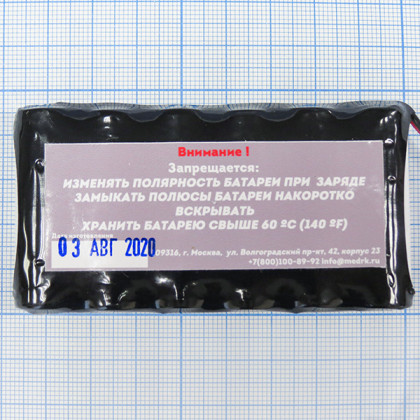 Внимание !
Запрещается:
ИЗМЕНЯТЬ ПОЛЯРНОСТЬ БАТАРЕИ ПРИ ЗАРЯДЕ
ЗАМЫКАТЬ ПОЛЮСЫ БАТАРЕИ НАКОРОТКО
ВСКРЫВАТЬ
ХРАНИТЬ БАТАРЕЮ СВЫШЕ 60 ºС (140 ºF)
Дата изготовления
03 АВГ 2020
09316, г. Москва, ул. Волгоградский пр-кт, 42, корпус 23
+7(800)100-89-92 info@medrk.ru